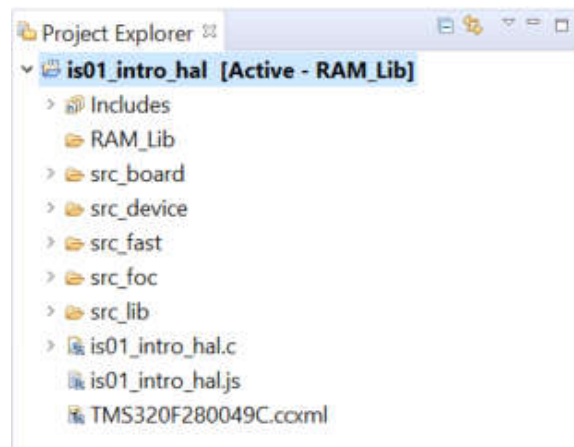 Project Explorer
is01_intro_hal [Active - RAM_Lib]
Includes
RAM_Lib
src_board
src_device
src_fast
src_foc
src_lib
is01_intro_hal.c
is01_intro_hal.js
TMS320F280049C.ccxml